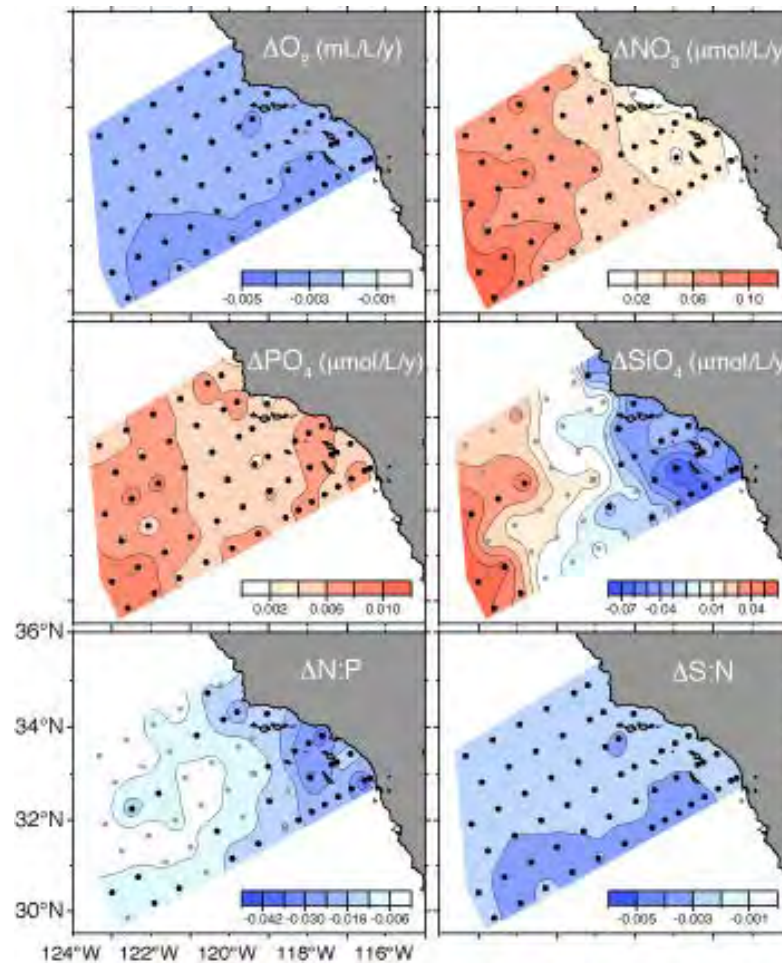 ΔO₂ (mL/L/y)
ΔNO₃ (μmol/L/y)
-0.005 -0.003 -0.001
0.02 0.06 0.10
ΔPO₄ (μmol/L/y)
ΔSiO₄ (μmol/L/y)
0.002 0.006 0.010
-0.07 -0.04 0.01 0.04
36°N
ΔN:P
ΔS:N
34°N
32°N
-0.042 -0.030 -0.018 -0.006
-0.005 -0.003 -0.001
30°N
124°W 122°W 120°W 118°W 116°W